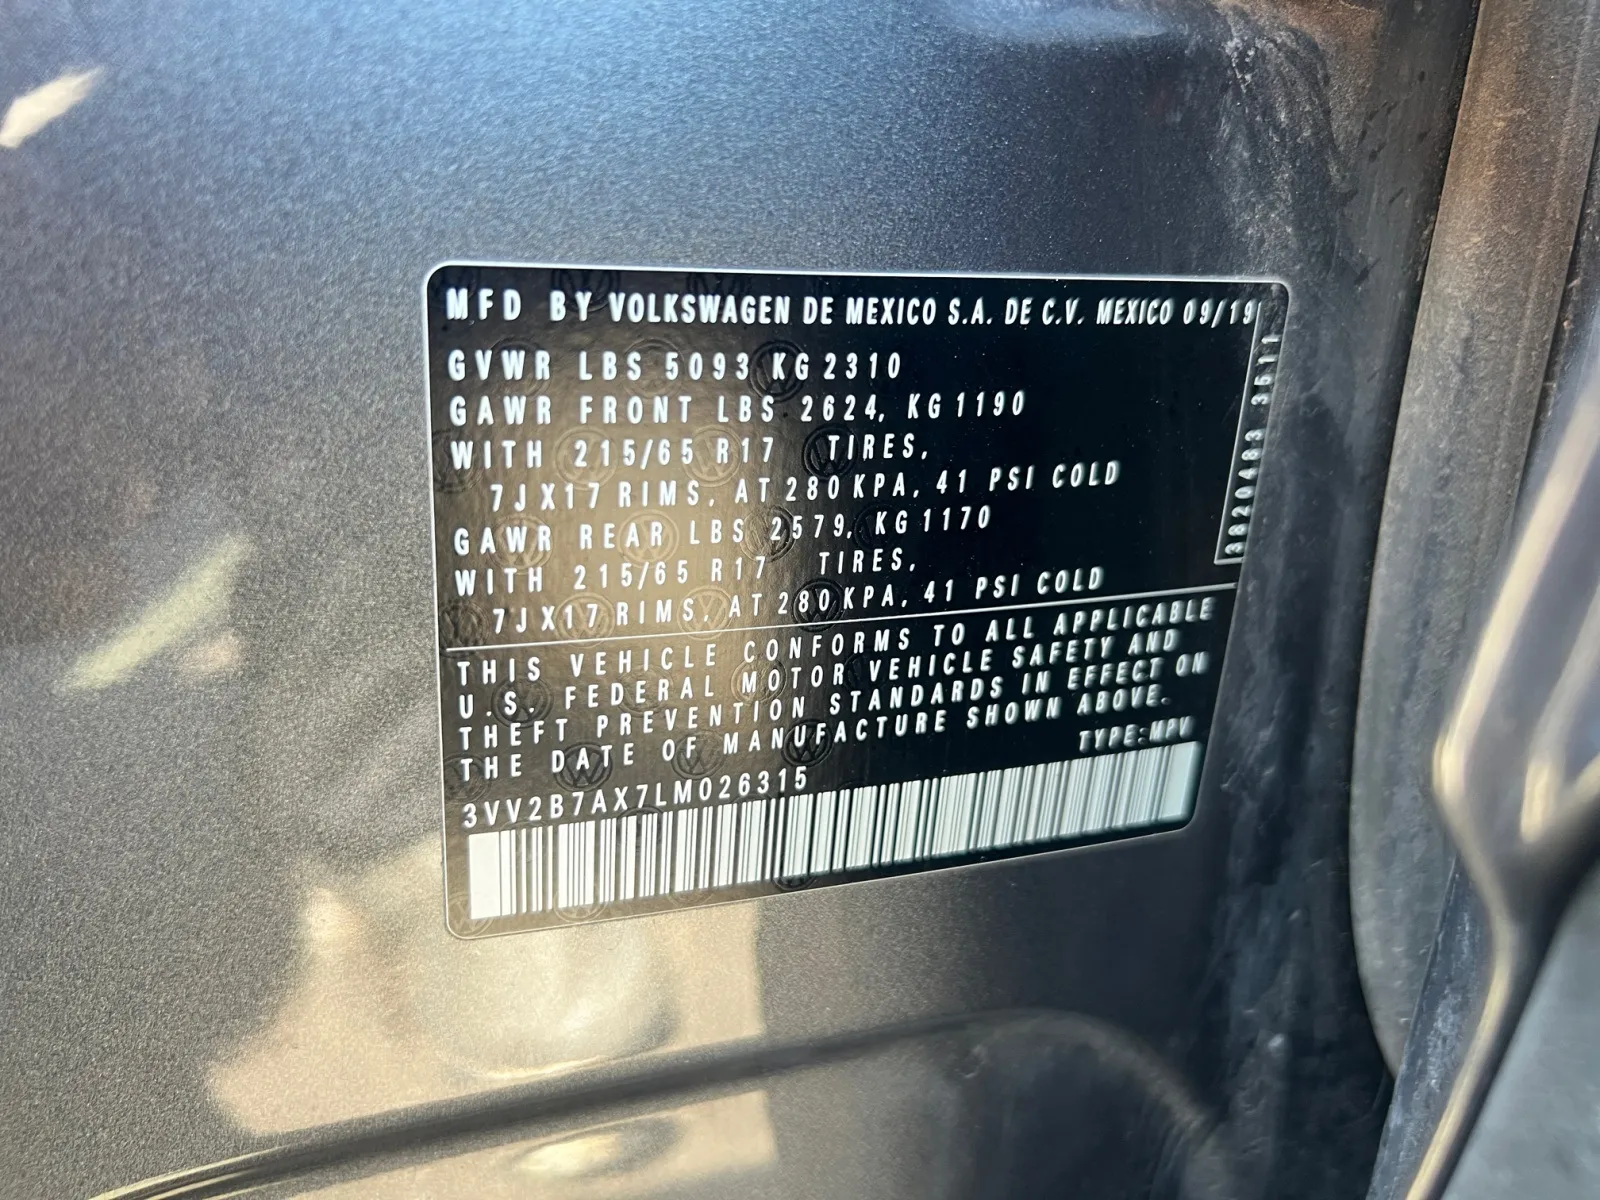 MFD BY VOLKSWAGEN DE MEXICO S.A. DE C.V. MEXICO 09/19
GVWR LBS 5093 KG 2310
GAWR FRONT LBS 2624, KG 1190
WITH 215/65 R17 TIRES,
7JX17 RIMS, AT 280 KPA, 41 PSI COLD
GAWR REAR LBS 2579, KG 1170
WITH 215/65 R17 TIRES,
7JX17 RIMS, AT 280 KPA, 41 PSI COLD
3820483 3511
THIS VEHICLE CONFORMS TO ALL APPLICABLE
U.S. FEDERAL MOTOR VEHICLE SAFETY AND
THEFT PREVENTION STANDARDS IN EFFECT ON
THE DATE OF MANUFACTURE SHOWN ABOVE.
TYPE:MPV
3VV2B7AX7LM026315